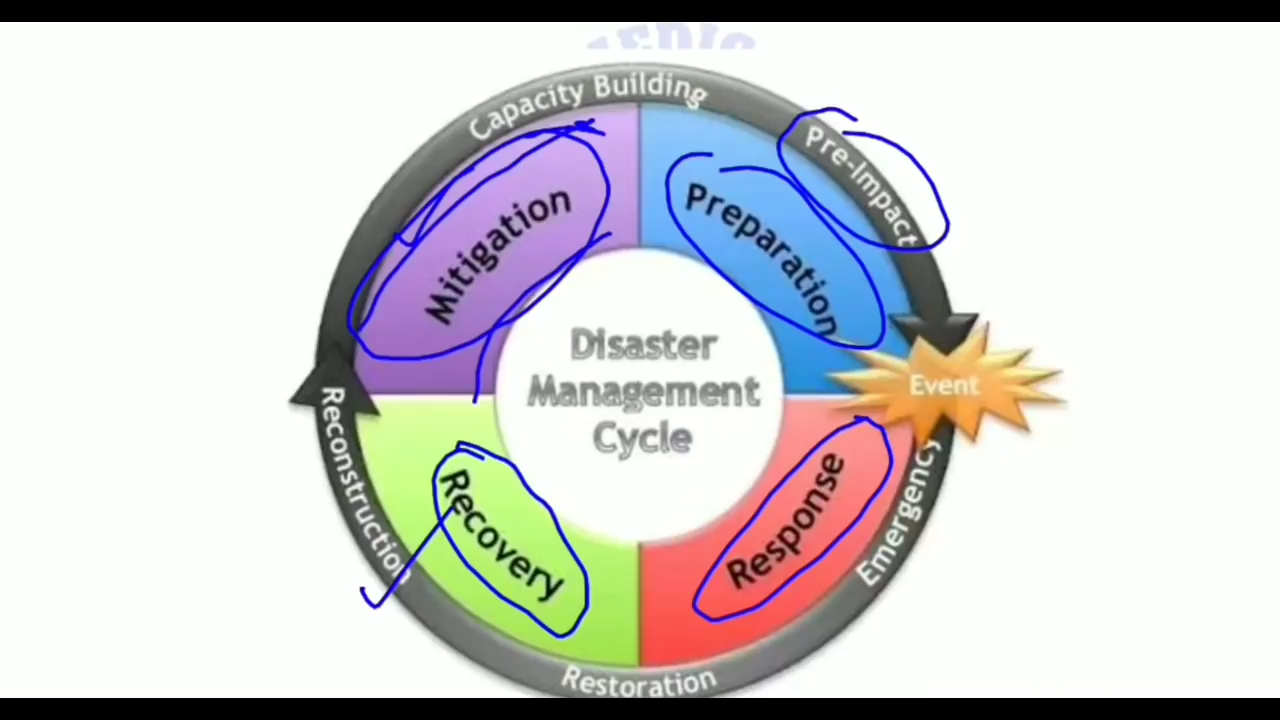 Capacity Building
Pre-Impact
Mitigation
Preparation
Disaster
Management
Cycle
Event
Reconstruction
Recovery
Response
Emergency
Restoration